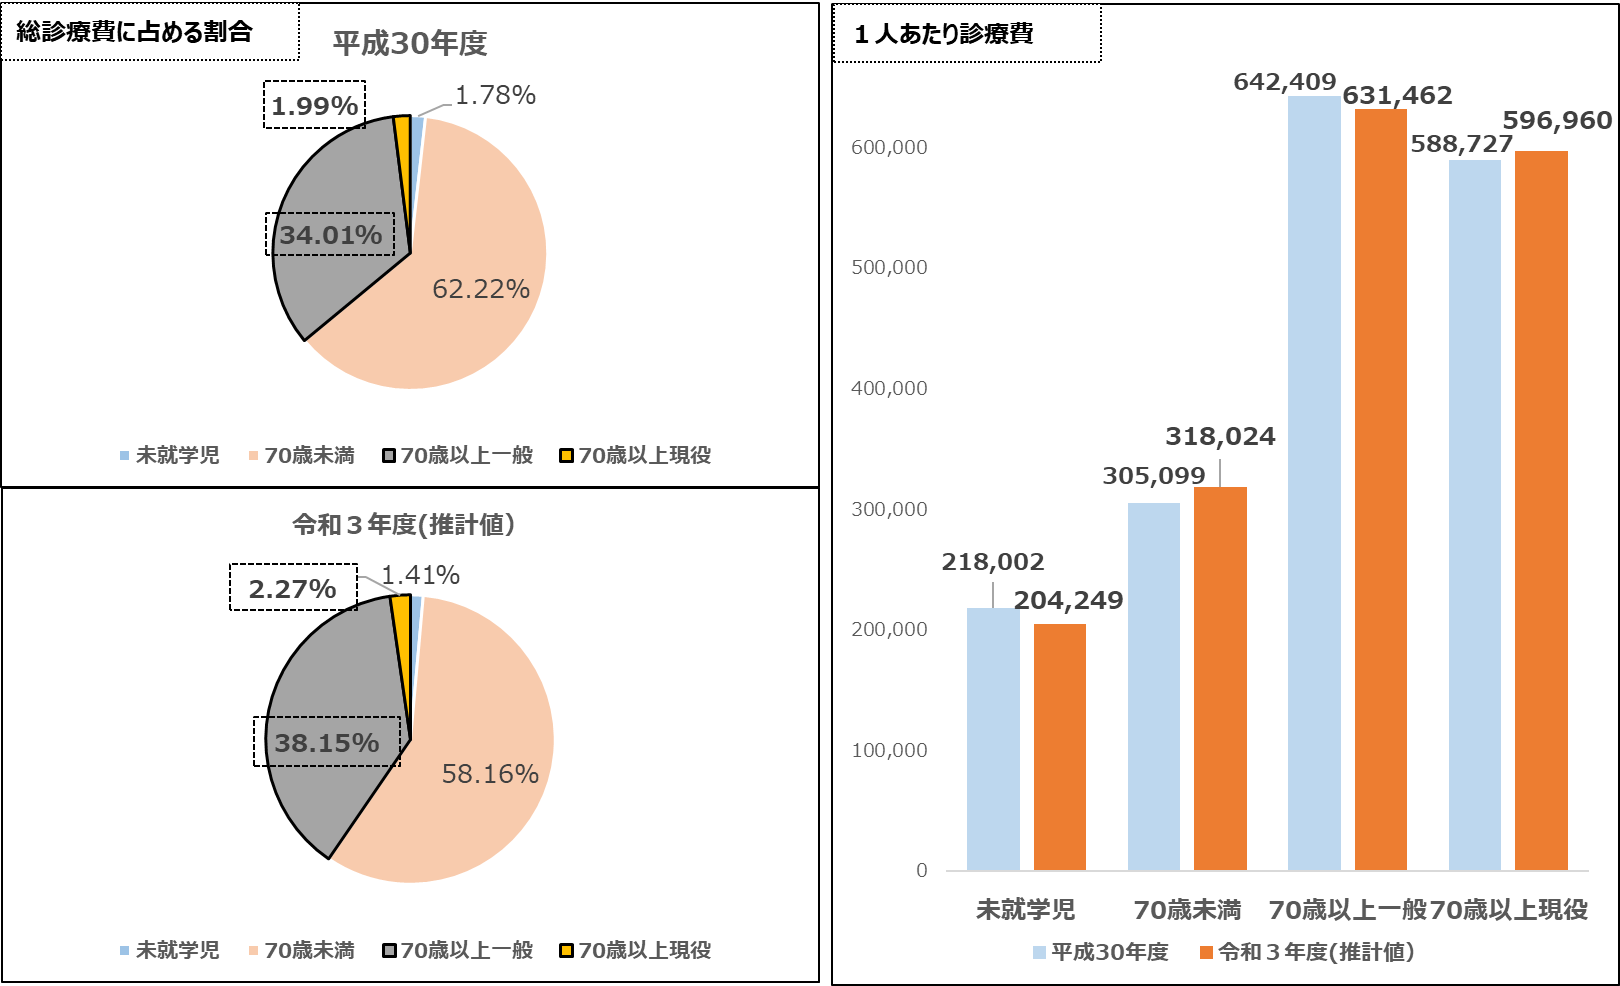 総診療費に占める割合
平成30年度
1.99%
1.78%
34.01%
62.22%
未就学児 70歳未満 70歳以上一般 70歳以上現役
令和３年度(推計値)
2.27%
1.41%
38.15%
58.16%
未就学児 70歳未満 70歳以上一般 70歳以上現役
１人あたり診療費
642,409
631,462
588,727
596,960
318,024
305,099
218,002
204,249
600,000
500,000
400,000
300,000
200,000
100,000
0
未就学児 70歳未満 70歳以上一般 70歳以上現役
平成30年度 令和３年度(推計値)